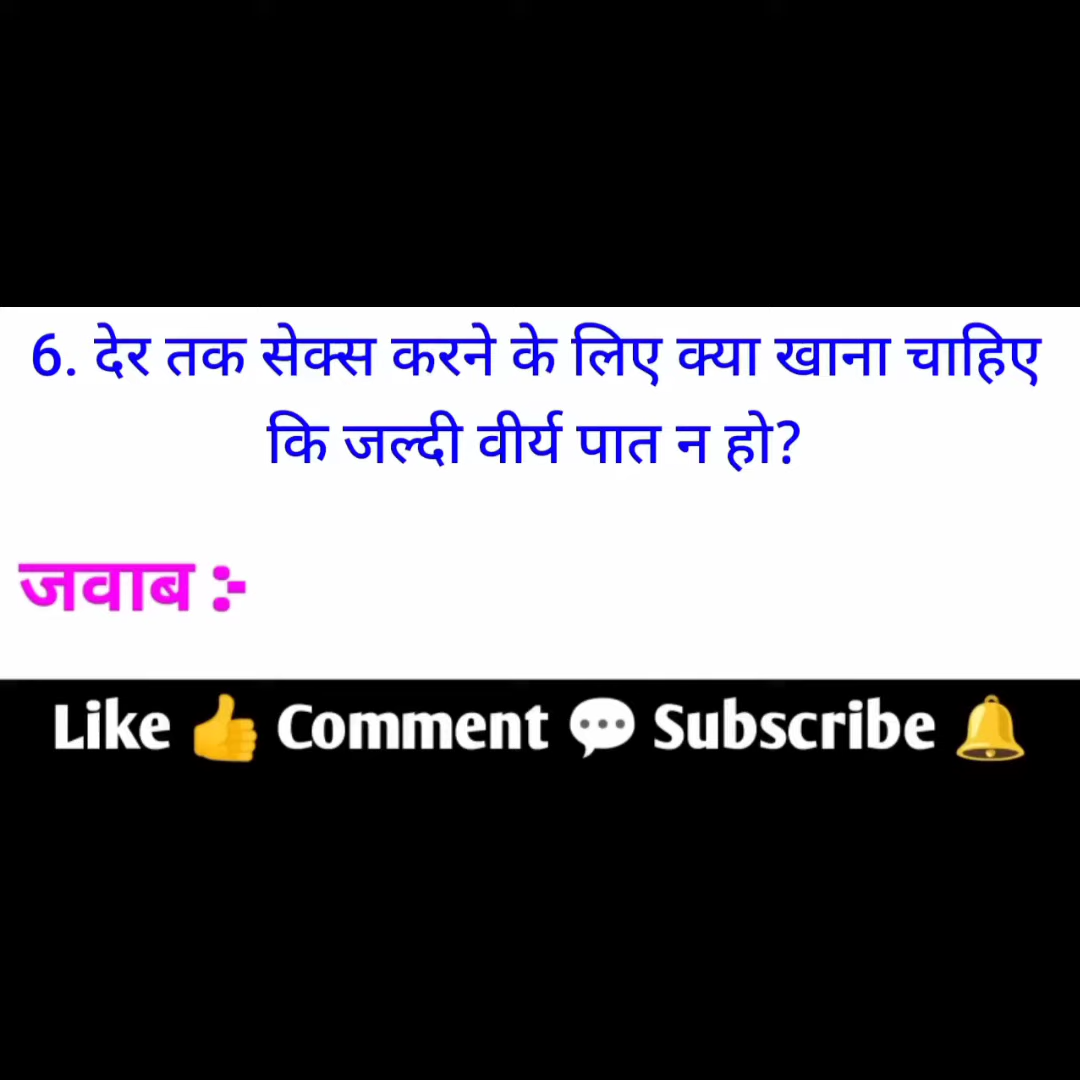 6. देर तक सेक्स करने के लिए क्या खाना चाहिए
कि जल्दी वीर्य पात न हो?
जवाब :-
Like 👍 Comment 💬 Subscribe 🔔